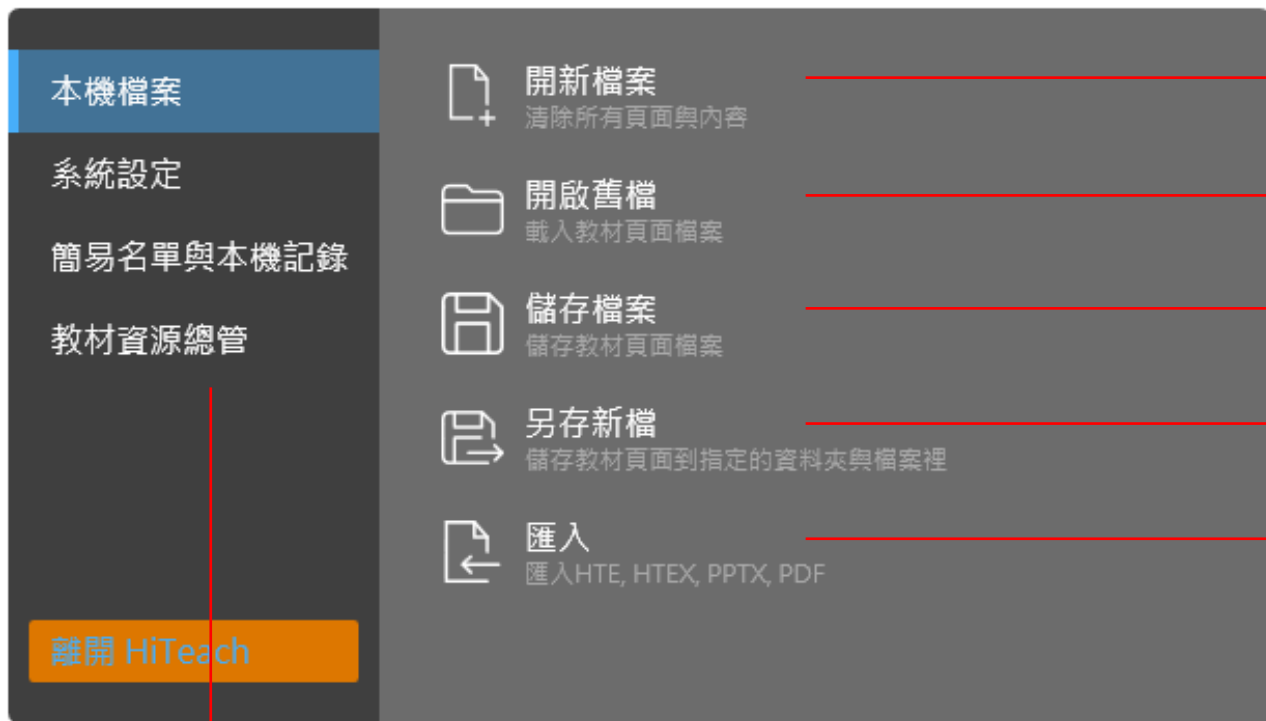 本機檔案
系統設定
簡易名單與本機記錄
教材資源總管
離開 HiTeach
開新檔案
清除所有頁面與內容
開啟舊檔
載入教材頁面檔案
儲存檔案
儲存教材頁面檔案
另存新檔
儲存教材頁面到指定的資料夾與檔案裡
匯入
匯入HTE, HTEX, PPTX, PDF